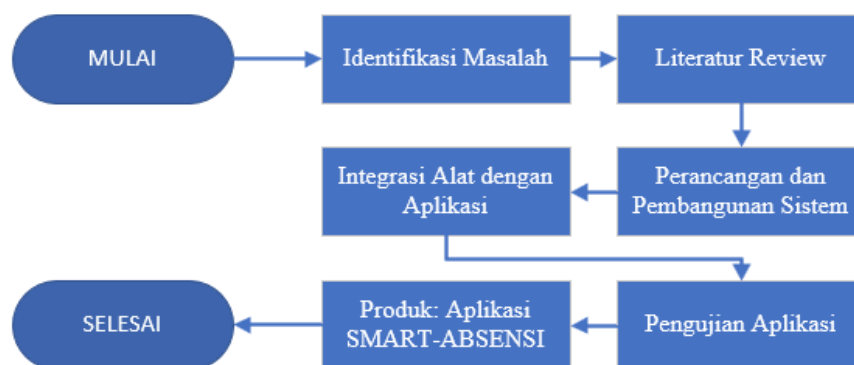 MULAI
Identifikasi Masalah
Literatur Review
Perancangan dan
Pembangunan Sistem
Integrasi Alat dengan
Aplikasi
Pengujian Aplikasi
Produk: Aplikasi
SMART-ABSENSI
SELESAI